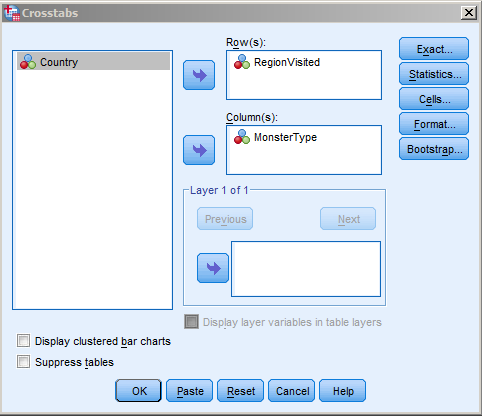 Crosstabs
Country
Row(s):
RegionVisited
Column(s):
MonsterType
Layer 1 of 1
Previous
Next
Display layer variables in table layers
Exact...
Statistics...
Cells...
Format...
Bootstrap...
Display clustered bar charts
Suppress tables
OK
Paste
Reset
Cancel
Help